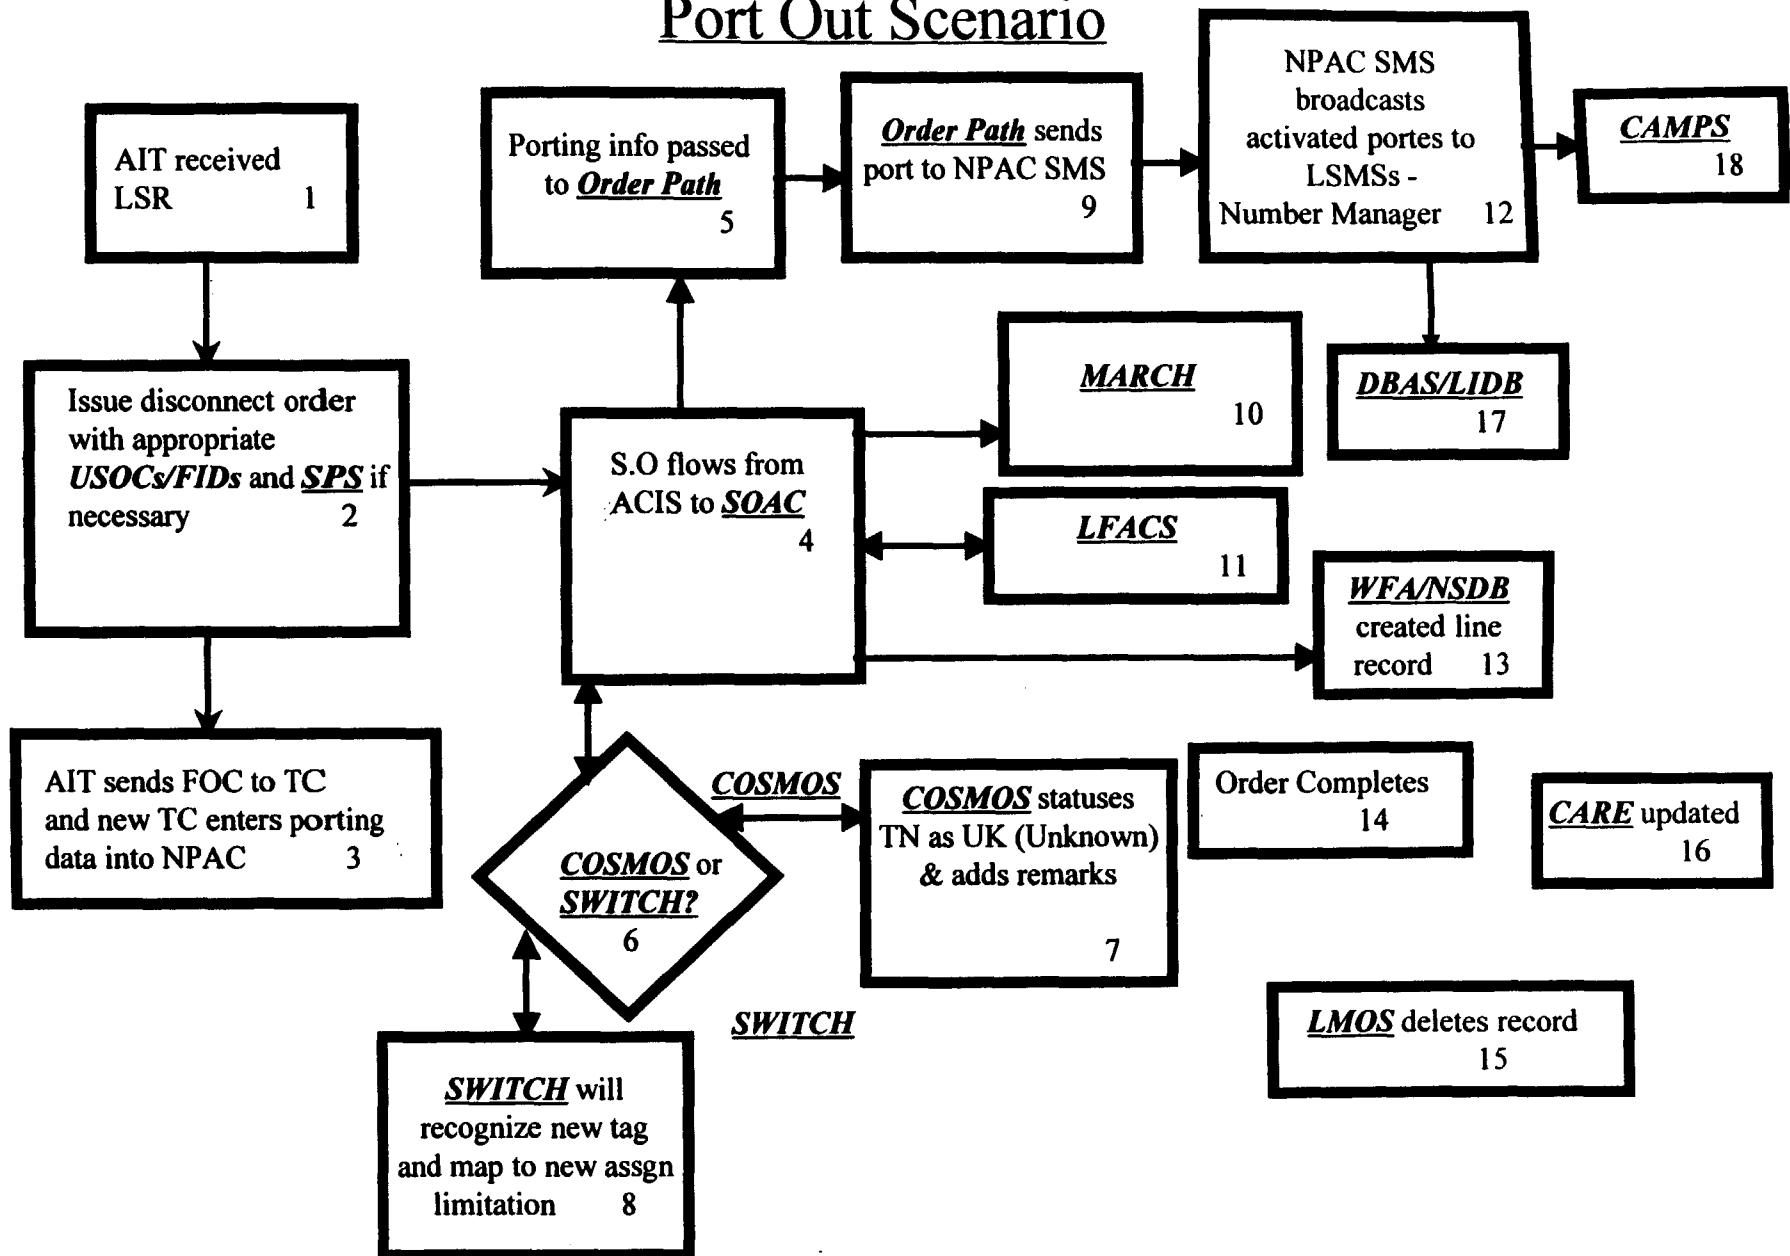 Port Out Scenario
AIT received
LSR 1
Issue disconnect order
with appropriate
USOCs/FIDs and SPS if
necessary 2
AIT sends FOC to TC
and new TC enters porting
data into NPAC 3
S.O flows from
ACIS to SOAC
4
Porting info passed
to Order Path
5
COSMOS or
SWITCH?
6
COSMOS
COSMOS statuses
TN as UK (Unknown)
& adds remarks
7
SWITCH
SWITCH will
recognize new tag
and map to new assgn
limitation 8
Order Path sends
port to NPAC SMS
9
MARCH
10
LFACS
11
NPAC SMS
broadcasts
activated portes to
LSMSs -
Number Manager 12
WFA/NSDB
created line
record 13
Order Completes
14
LMOS deletes record
15
CARE updated
16
DBAS/LIDB
17
CAMPS
18